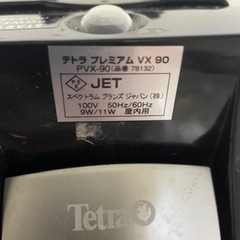 テトラ プレミアム VX 90
PVX-90(品番 78132)
PSE JET
スペクトラム ブランズ ジャパン (株)
100V 50Hz/60Hz
9W/11W 屋内用
Tetra